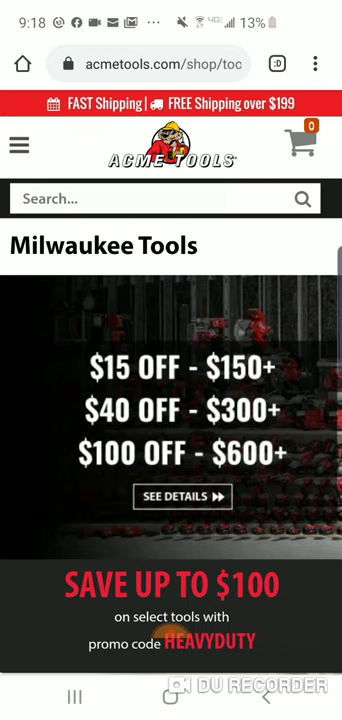 9:18 4G 13%
acmetools.com/shop/too
:D
FAST Shipping | FREE Shipping over $199
0
ACME TOOLS
Search...
Milwaukee Tools
$15 OFF - $150+
$40 OFF - $300+
$100 OFF - $600+
SEE DETAILS
SAVE UP TO $100
on select tools with
promo code HEAVYDUTY
DU RECORDER